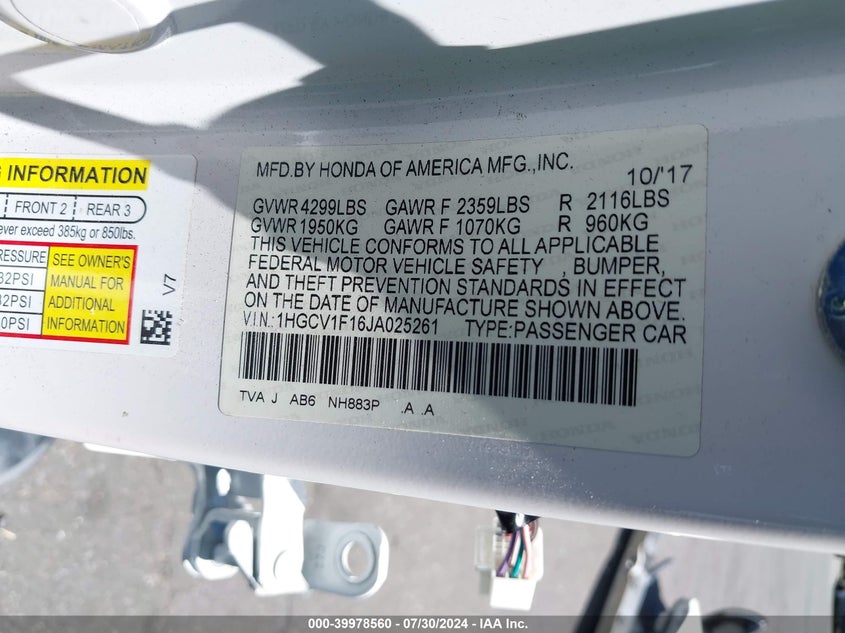 G INFORMATION
FRONT 2 REAR 3
ever exceed 385kg or 850lbs.
RESSURE
32PSI
32PSI
0PSI
SEE OWNER'S
MANUAL FOR
ADDITIONAL
INFORMATION
V7
MFD.BY HONDA OF AMERICA MFG.,INC. 10/'17
GVWR 4299LBS GAWR F 2359LBS R 2116LBS
GVWR 1950KG GAWR F 1070KG R 960KG
THIS VEHICLE CONFORMS TO ALL APPLICABLE
FEDERAL MOTOR VEHICLE SAFETY , BUMPER,
AND THEFT PREVENTION STANDARDS IN EFFECT
ON THE DATE OF MANUFACTURE SHOWN ABOVE.
V.I.N.:1HGCV1F16JA025261 TYPE:PASSENGER CAR
TVA J AB6 NH883P .A .A
000-39978560 / 07/30/2024 - IAA Inc.